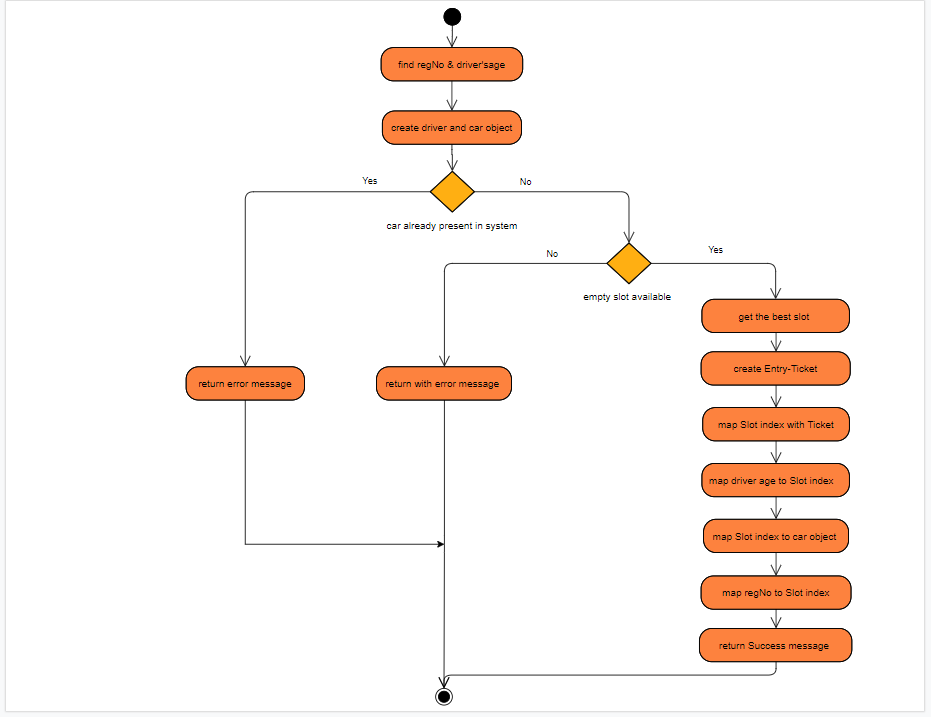 find regNo & driver'sage
create driver and car object
Yes
No
car already present in system
No
Yes
empty slot available
get the best slot
create Entry-Ticket
return error message
return with error message
map Slot index with Ticket
map driver age to Slot index
map Slot index to car object
map regNo to Slot index
return Success message